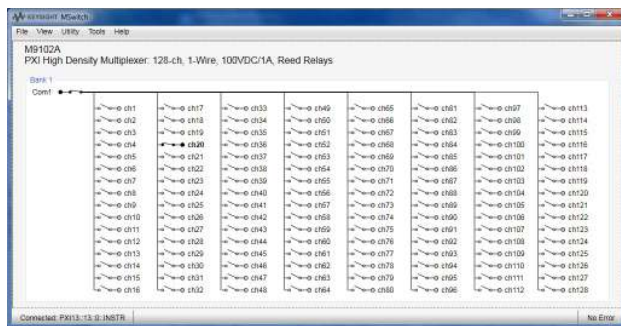 KEYSIGHT MSwitch
File View Utility Tools Help
M9102A
PXI High Density Multiplexer: 128-ch, 1-Wire, 100VDC/1A, Reed Relays
Bank 1
Com1
ch1 ch17 ch33 ch49 ch65 ch81 ch97 ch113
ch2 ch18 ch34 ch50 ch66 ch82 ch98 ch114
ch3 ch19 ch35 ch51 ch67 ch83 ch99 ch115
ch4 ch20 ch36 ch52 ch68 ch84 ch100 ch116
ch5 ch21 ch37 ch53 ch69 ch85 ch101 ch117
ch6 ch22 ch38 ch54 ch70 ch86 ch102 ch118
ch7 ch23 ch39 ch55 ch71 ch87 ch103 ch119
ch8 ch24 ch40 ch56 ch72 ch88 ch104 ch120
ch9 ch25 ch41 ch57 ch73 ch89 ch105 ch121
ch10 ch26 ch42 ch58 ch74 ch90 ch106 ch122
ch11 ch27 ch43 ch59 ch75 ch91 ch107 ch123
ch12 ch28 ch44 ch60 ch76 ch92 ch108 ch124
ch13 ch29 ch45 ch61 ch77 ch93 ch109 ch125
ch14 ch30 ch46 ch62 ch78 ch94 ch110 ch126
ch15 ch31 ch47 ch63 ch79 ch95 ch111 ch127
ch16 ch32 ch48 ch64 ch80 ch96 ch112 ch128
Connected: PXI13::13::0::INSTR No Error